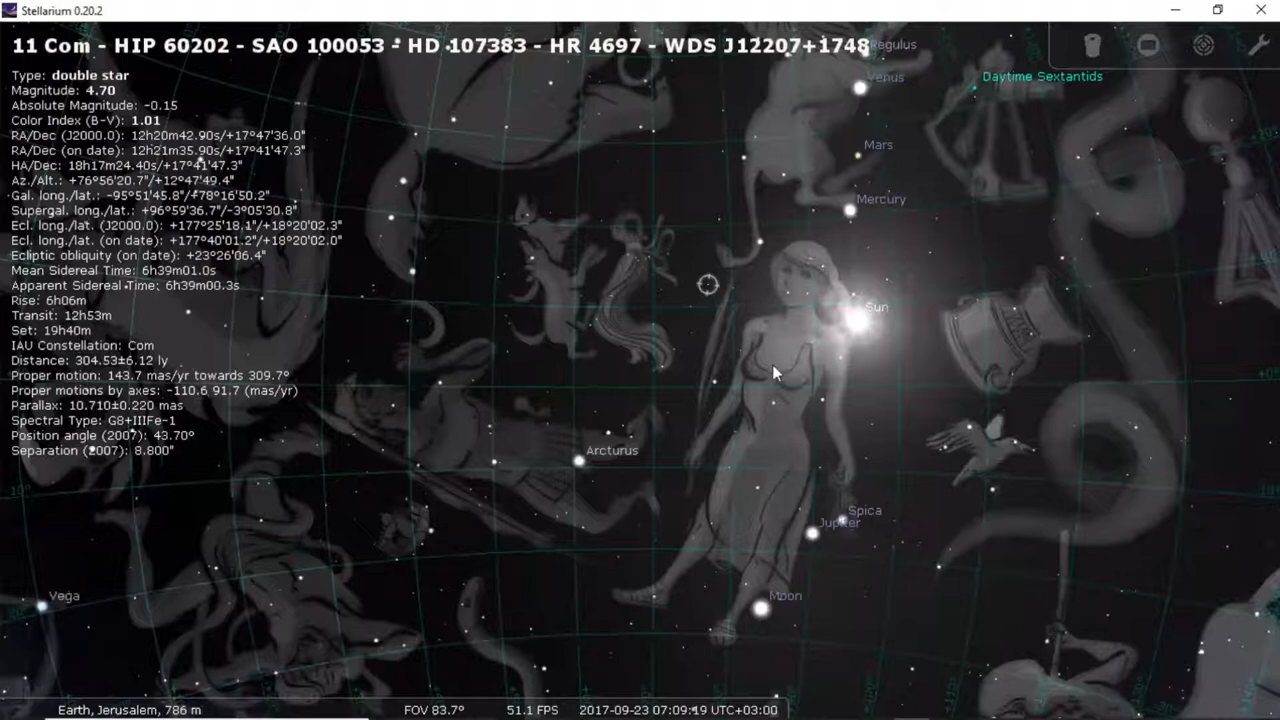 Stellarium 0.20.2
11 Com - HIP 60202 - SAO 100053 - HD 107383 - HR 4697 - WDS J12207+1748
Type: double star
Magnitude: 4.70
Absolute Magnitude: -0.15
Color Index (B-V): 1.01
RA/Dec (J2000.0): 12h20m42.90s/+17°47'36.0"
RA/Dec (on date): 12h21m35.90s/+17°41'47.3"
HA/Dec: 18h17m24.40s/+17°41'47.3"
Az./Alt.: +76°56'20.7"/+12°47'49.4"
Gal. long./lat.: -95°51'45.8"/+78°16'50.2"
Supergal. long./lat.: +96°59'36.7"/-3°05'30.8"
Ecl. long./lat. (J2000.0): +177°25'18.1"/+18°20'02.3"
Ecl. long./lat. (on date): +177°40'01.2"/+18°20'02.0"
Ecliptic obliquity (on date): +23°26'06.4"
Mean Sidereal Time: 6h39m01.0s
Apparent Sidereal Time: 6h39m00.3s
Rise: 6h06m
Transit: 12h53m
Set: 19h40m
IAU Constellation: Com
Distance: 304.53±6.12 ly
Proper motion: 143.7 mas/yr towards 309.7°
Proper motions by axes: -110.6 91.7 (mas/yr)
Parallax: 10.710±0.220 mas
Spectral Type: G8+IIIFe-1
Position angle (2007): 43.70°
Separation (2007): 8.800"
Regulus
Venus
Daytime Sextantids
Mars
Mercury
Sun
Arcturus
Spica
Jupiter
Moon
Vega
Earth, Jerusalem, 786 m
FOV 83.7°
51.1 FPS
2017-09-23 07:09:19 UTC+03:00